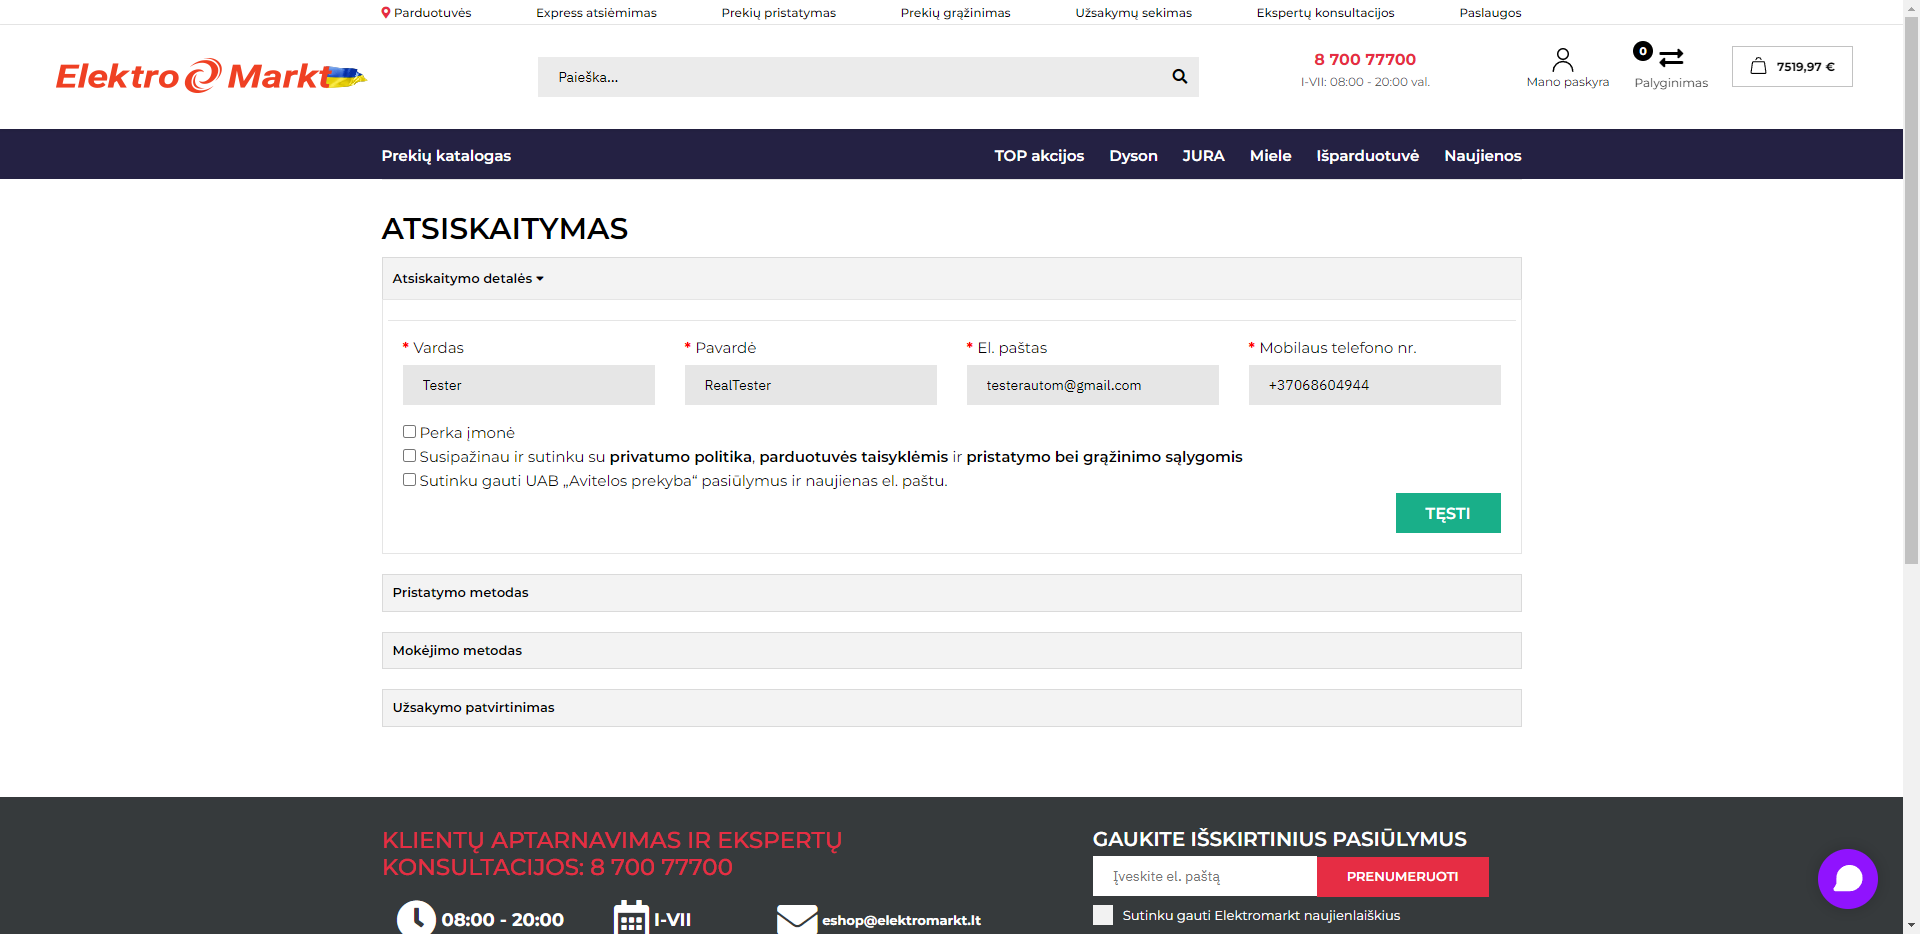 Parduotuvės Express atsiėmimas Prekių pristatymas Prekių grąžinimas Užsakymų sekimas Ekspertų konsultacijos Paslaugos
Elektro Markt
Paieška...
8 700 77700
I-VII: 08:00 - 20:00 val.
Mano paskyra
0
Palyginimas
7519,97 €
Prekių katalogas TOP akcijos Dyson JURA Miele Išparduotuvė Naujienos
ATSISKAITYMAS
Atsiskaitymo detalės
* Vardas * Pavardė * El. paštas * Mobilaus telefono nr.
Tester RealTester testerautom@gmail.com +37068604944
Perka įmonė
Susipažinau ir sutinku su privatumo politika, parduotuvės taisyklėmis ir pristatymo bei grąžinimo sąlygomis
Sutinku gauti UAB „Avitelos prekyba“ pasiūlymus ir naujienas el. paštu.
TĘSTI
Pristatymo metodas
Mokėjimo metodas
Užsakymo patvirtinimas
KLIENTŲ APTARNAVIMAS IR EKSPERTŲ
KONSULTACIJOS: 8 700 77700
08:00 - 20:00 I-VII eshop@elektromarkt.lt
GAUKITE IŠSKIRTINIUS PASIŪLYMUS
Įveskite el. paštą PRENUMERUOTI
Sutinku gauti Elektromarkt naujienlaiškius